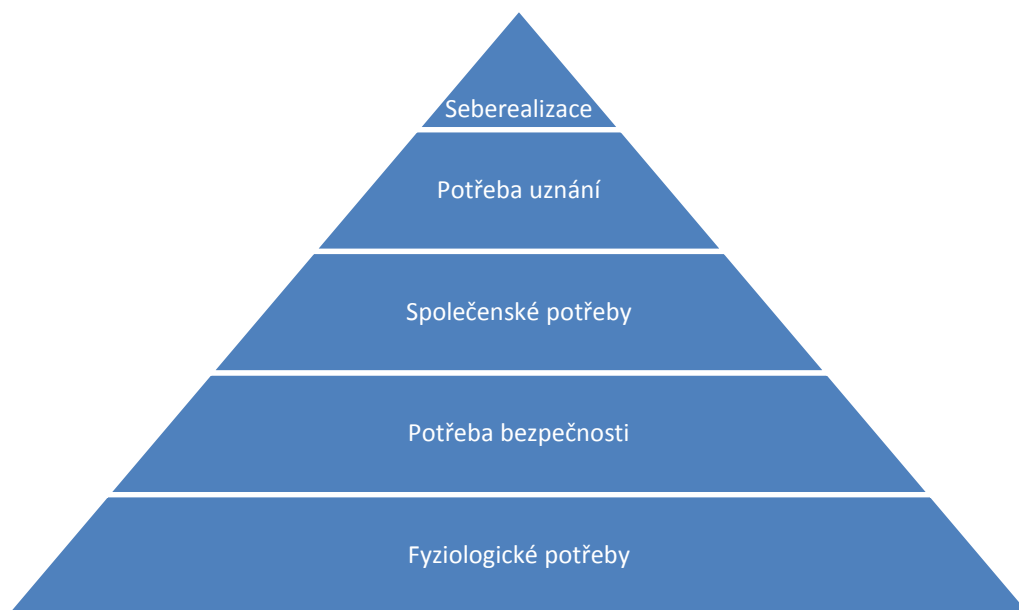 Seberealizace
Potřeba uznání
Společenské potřeby
Potřeba bezpečnosti
Fyziologické potřeby